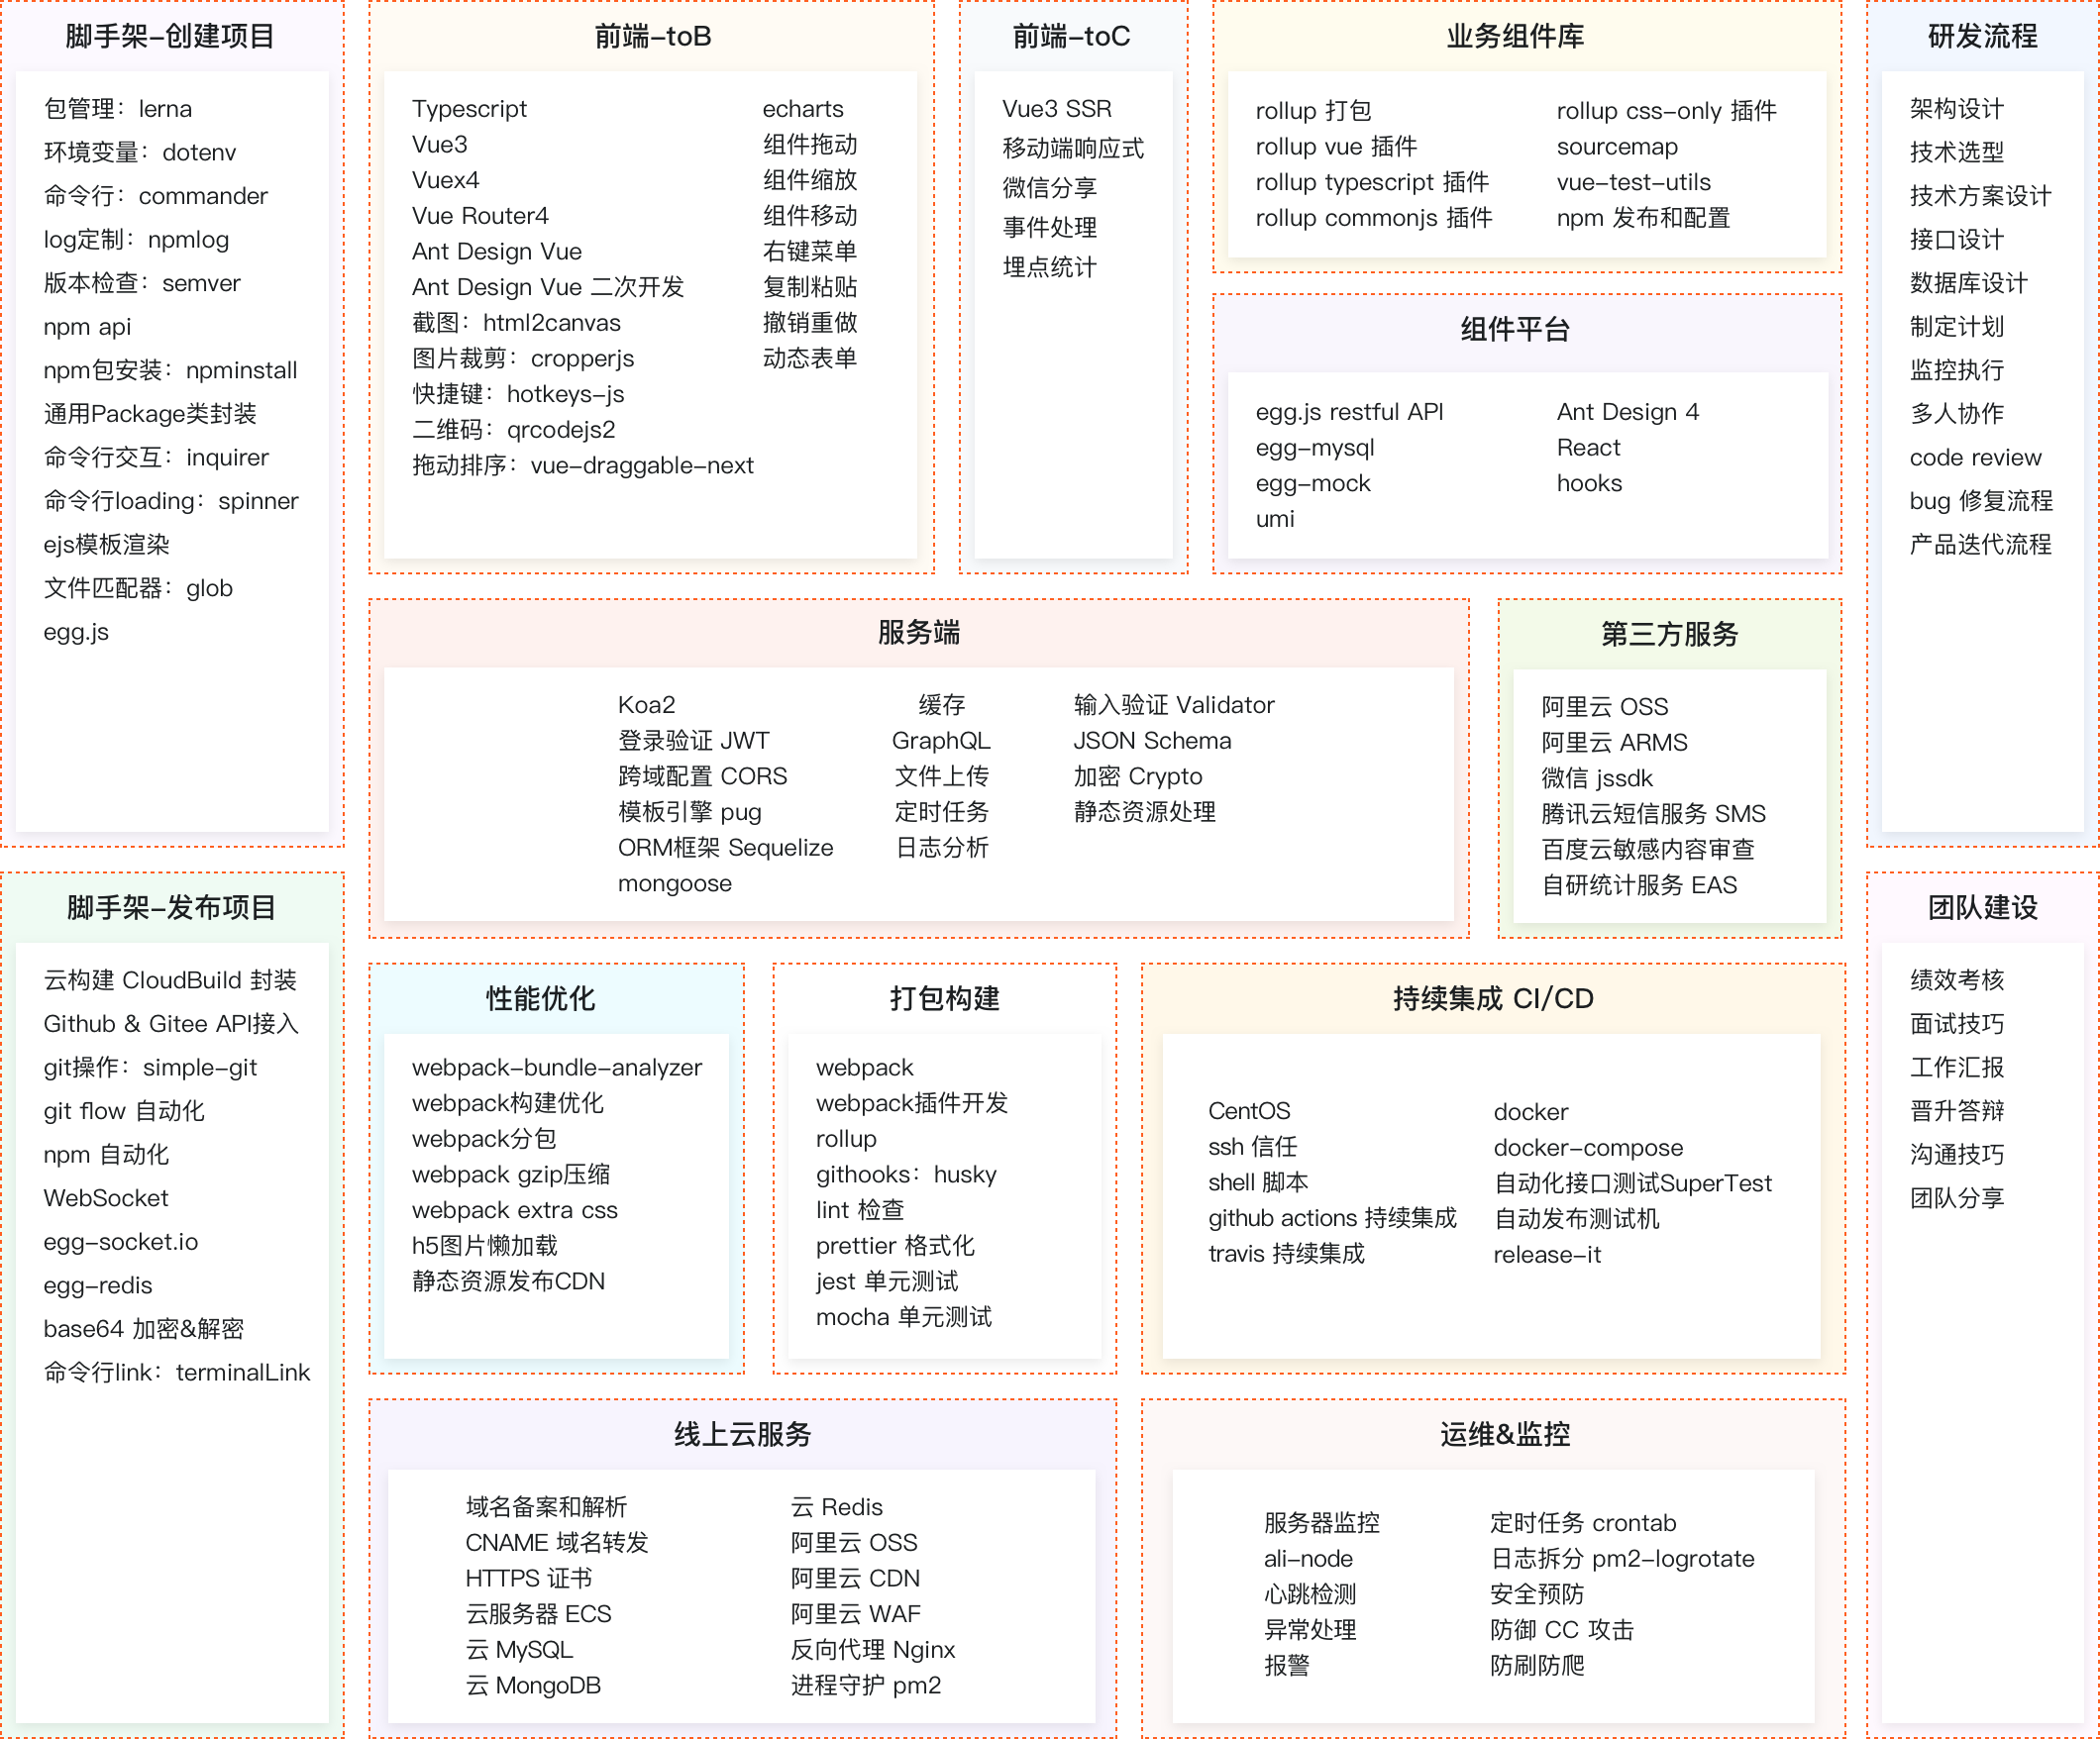 脚手架-创建项目
包管理：lerna
环境变量：dotenv
命令行：commander
log定制：npmlog
版本检查：semver
npm api
npm包安装：npminstall
通用Package类封装
命令行交互：inquirer
命令行loading：spinner
ejs模板渲染
文件匹配器：glob
egg.js
前端-toB
Typescript
Vue3
Vuex4
Vue Router4
Ant Design Vue
Ant Design Vue 二次开发
截图：html2canvas
图片裁剪：cropperjs
快捷键：hotkeys-js
二维码：qrcodejs2
拖动排序：vue-draggable-next
echarts
组件拖动
组件缩放
组件移动
右键菜单
复制粘贴
撤销重做
动态表单
前端-toC
Vue3 SSR
移动端响应式
微信分享
事件处理
埋点统计
业务组件库
rollup 打包
rollup vue 插件
rollup typescript 插件
rollup commonjs 插件
rollup css-only 插件
sourcemap
vue-test-utils
npm 发布和配置
组件平台
egg.js restful API
egg-mysql
egg-mock
umi
Ant Design 4
React
hooks
研发流程
架构设计
技术选型
技术方案设计
接口设计
数据库设计
制定计划
监控执行
多人协作
code review
bug 修复流程
产品迭代流程
服务端
Koa2
登录验证 JWT
跨域配置 CORS
模板引擎 pug
ORM框架 Sequelize
mongoose
缓存
GraphQL
文件上传
定时任务
日志分析
输入验证 Validator
JSON Schema
加密 Crypto
静态资源处理
第三方服务
阿里云 OSS
阿里云 ARMS
微信 jssdk
腾讯云短信服务 SMS
百度云敏感内容审查
自研统计服务 EAS
脚手架-发布项目
云构建 CloudBuild 封装
Github & Gitee API接入
git操作：simple-git
git flow 自动化
npm 自动化
WebSocket
egg-socket.io
egg-redis
base64 加密&解密
命令行link：terminalLink
性能优化
webpack-bundle-analyzer
webpack构建优化
webpack分包
webpack gzip压缩
webpack extra css
h5图片懒加载
静态资源发布CDN
打包构建
webpack
webpack插件开发
rollup
githooks：husky
lint 检查
prettier 格式化
jest 单元测试
mocha 单元测试
持续集成 CI/CD
CentOS
ssh 信任
shell 脚本
github actions 持续集成
travis 持续集成
docker
docker-compose
自动化接口测试SuperTest
自动发布测试机
release-it
团队建设
绩效考核
面试技巧
工作汇报
晋升答辩
沟通技巧
团队分享
线上云服务
域名备案和解析
CNAME 域名转发
HTTPS 证书
云服务器 ECS
云 MySQL
云 MongoDB
云 Redis
阿里云 OSS
阿里云 CDN
阿里云 WAF
反向代理 Nginx
进程守护 pm2
运维&监控
服务器监控
ali-node
心跳检测
异常处理
报警
定时任务 crontab
日志拆分 pm2-logrotate
安全预防
防御 CC 攻击
防刷防爬